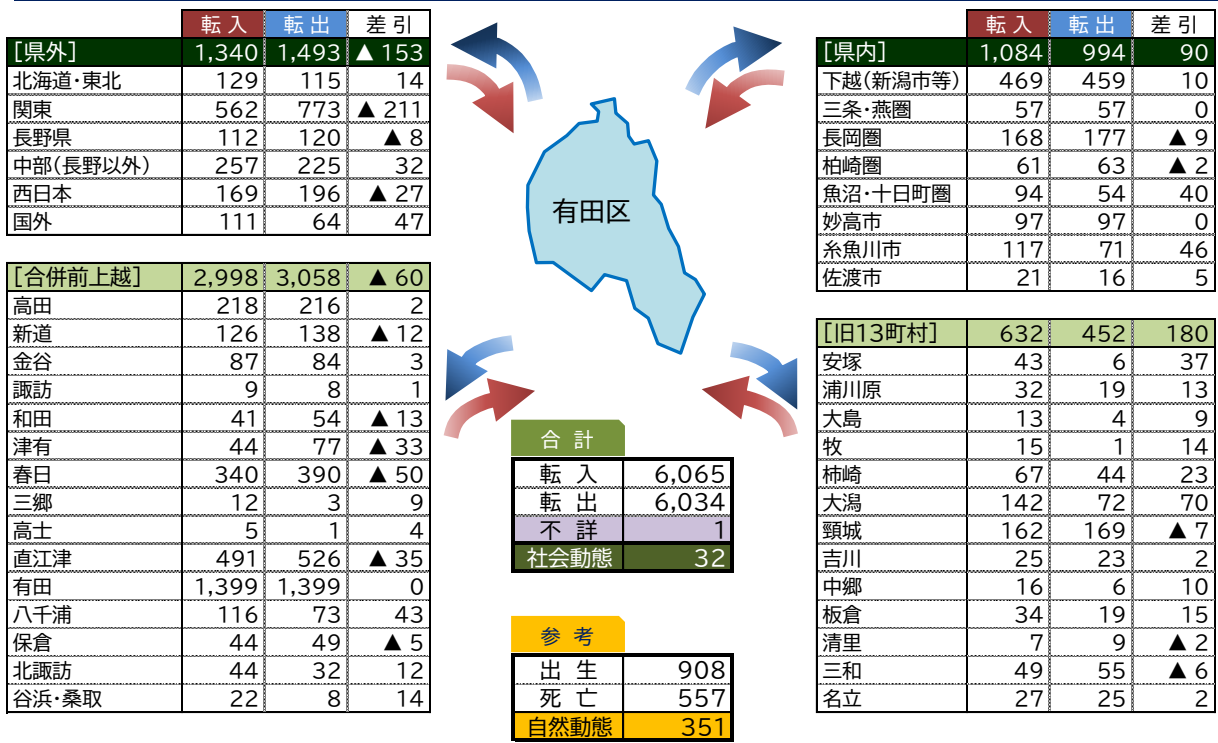 転入 転出 差引
[県外] 1,340 1,493 ▲ 153
北海道・東北 129 115 14
関東 562 773 ▲ 211
長野県 112 120 ▲ 8
中部(長野以外) 257 225 32
西日本 169 196 ▲ 27
国外 111 64 47
[合併前上越] 2,998 3,058 ▲ 60
高田 218 216 2
新道 126 138 ▲ 12
金谷 87 84 3
諏訪 9 8 1
和田 41 54 ▲ 13
津有 44 77 ▲ 33
春日 340 390 ▲ 50
三郷 12 3 9
高士 5 1 4
直江津 491 526 ▲ 35
有田 1,399 1,399 0
八千浦 116 73 43
保倉 44 49 ▲ 5
北諏訪 44 32 12
谷浜・桑取 22 8 14
有田区
合計
転入 6,065
転出 6,034
不詳 1
社会動態 32
参考
出生 908
死亡 557
自然動態 351
転入 転出 差引
[県内] 1,084 994 90
下越(新潟市等) 469 459 10
三条・燕圏 57 57 0
長岡圏 168 177 ▲ 9
柏崎圏 61 63 ▲ 2
魚沼・十日町圏 94 54 40
妙高市 97 97 0
糸魚川市 117 71 46
佐渡市 21 16 5
[旧13町村] 632 452 180
安塚 43 6 37
浦川原 32 19 13
大島 13 4 9
牧 15 1 14
柿崎 67 44 23
大潟 142 72 70
頸城 162 169 ▲ 7
吉川 25 23 2
中郷 16 6 10
板倉 34 19 15
清里 7 9 ▲ 2
三和 49 55 ▲ 6
名立 27 25 2